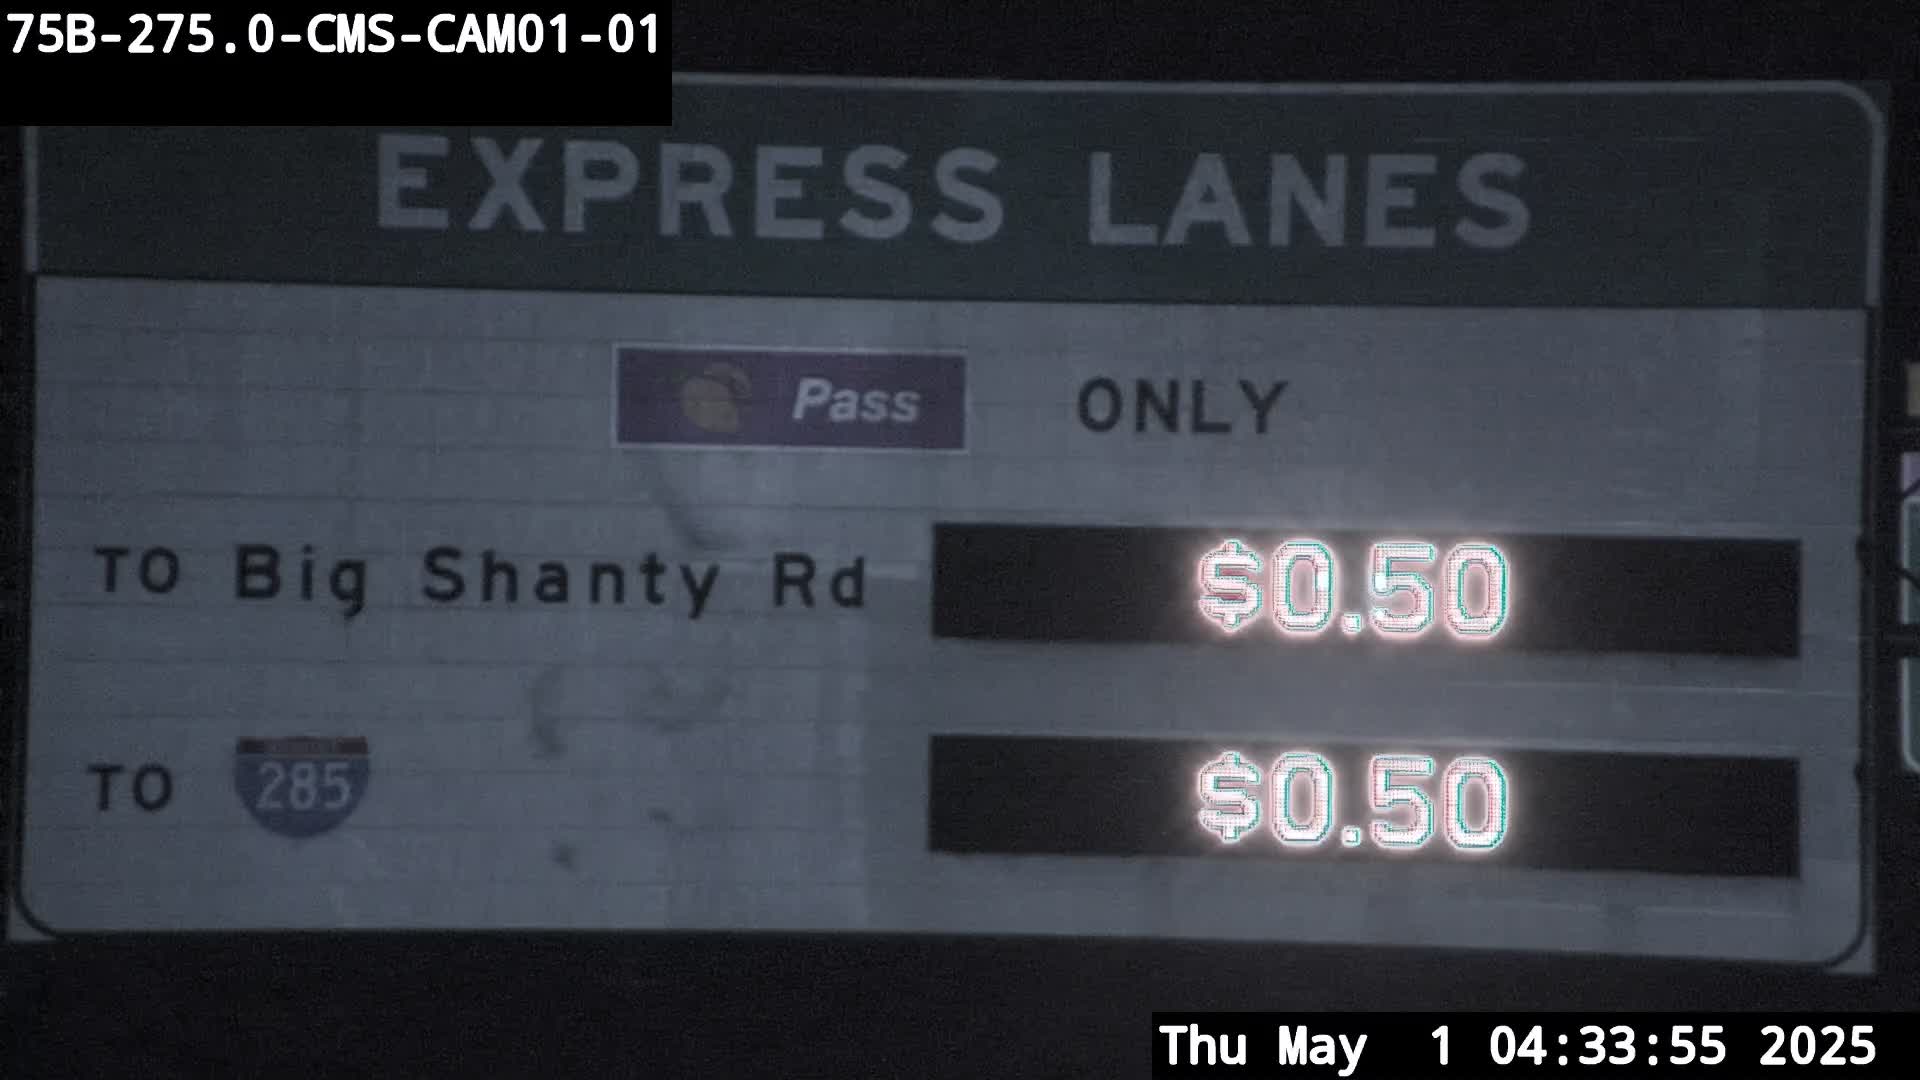 75B-275.0-CMS-CAM01-01
EXPRESS LANES
Pass ONLY
TO Big Shanty Rd $0.50
TO 285 $0.50
Thu May 1 04:33:55 2025